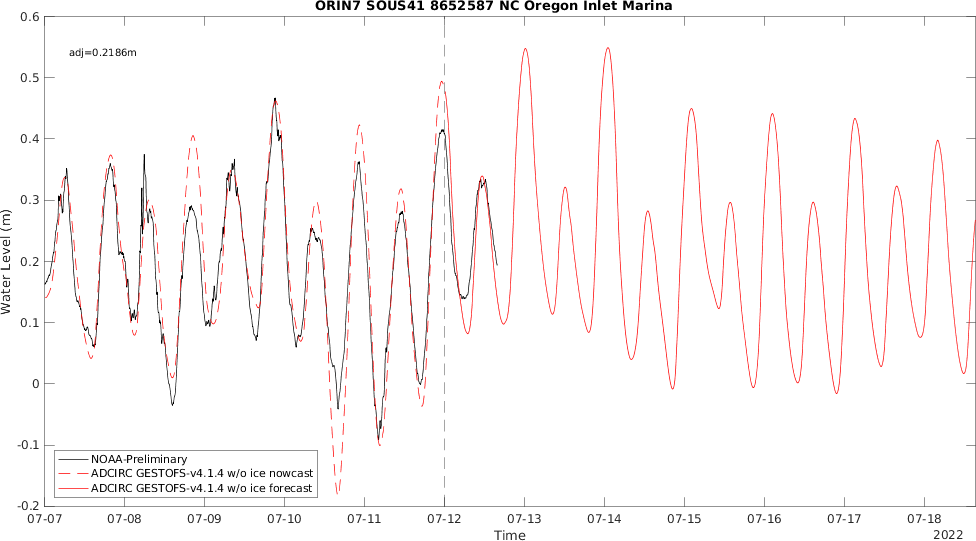 ORIN7 SOUS41 8652587 NC Oregon Inlet Marina
adj=0.2186m
0.6
0.5
0.4
0.3
0.2
0.1
0
-0.1
-0.2
Water Level (m)
NOAA-Preliminary
ADCIRC GESTOFS-v4.1.4 w/o ice nowcast
ADCIRC GESTOFS-v4.1.4 w/o ice forecast
07-07 07-08 07-09 07-10 07-11 07-12 07-13 07-14 07-15 07-16 07-17 07-18
Time
2022